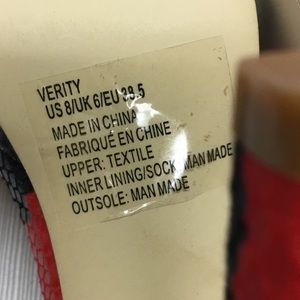 VERITY
US 8/UK 6/EU 38.5
MADE IN CHINA
FABRIQUÉ EN CHINE
UPPER: TEXTILE
INNER LINING/SOCK: MAN MADE
OUTSOLE: MAN MADE